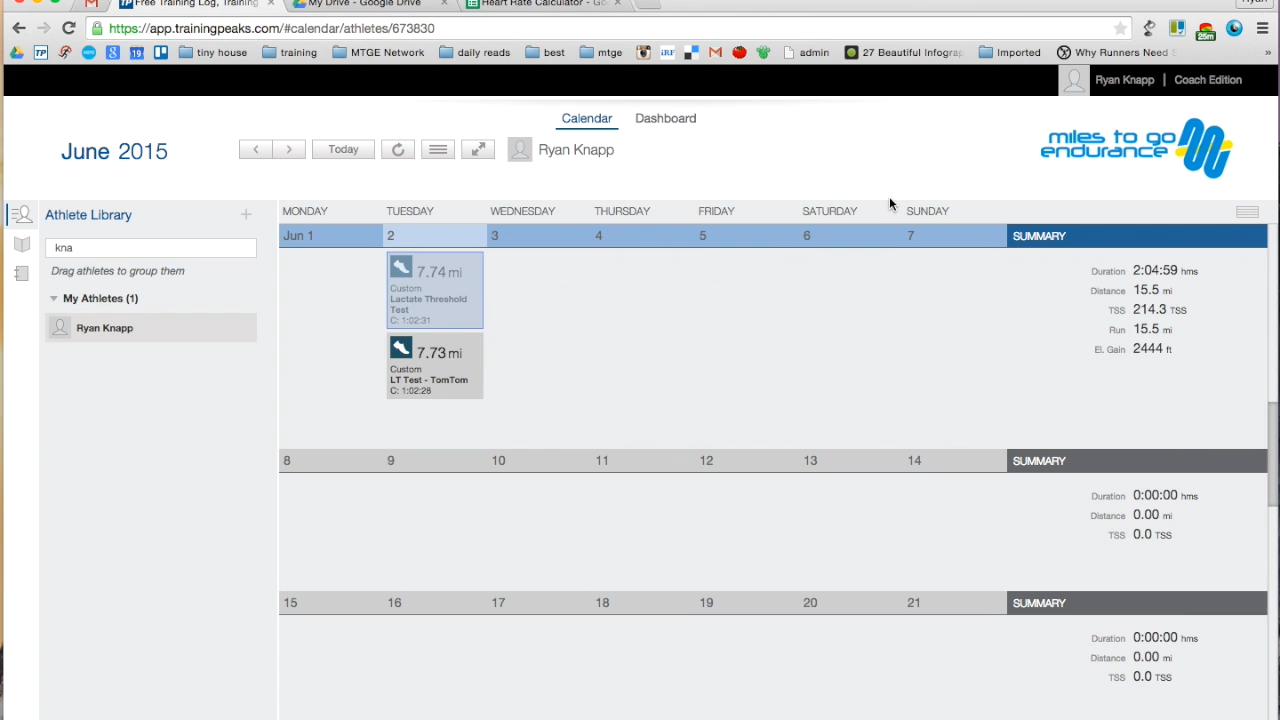 Free Training Log, Training
My Drive - Google Drive
Heart Rate Calculator - Go
https://app.trainingpeaks.com/#calendar/athletes/673830
25m
TP
19
tiny house
training
MTGE Network
daily reads
best
mtge
iRF
admin
27 Beautiful Infograp
Imported
Why Runners Need S
»
Ryan Knapp | Coach Edition
Calendar
Dashboard
June 2015
Today
Ryan Knapp
miles to go
endurance
Athlete Library
kna
Drag athletes to group them
My Athletes (1)
Ryan Knapp
MONDAY
TUESDAY
WEDNESDAY
THURSDAY
FRIDAY
SATURDAY
SUNDAY
Jun 1
2
3
4
5
6
7
SUMMARY
7.74 mi
Custom
Lactate Threshold
Test
C: 1:02:31
7.73 mi
Custom
LT Test - TomTom
C: 1:02:28
Duration 2:04:59 hms
Distance 15.5 mi
TSS 214.3 TSS
Run 15.5 mi
El. Gain 2444 ft
8
9
10
11
12
13
14
SUMMARY
Duration 0:00:00 hms
Distance 0.00 mi
TSS 0.0 TSS
15
16
17
18
19
20
21
SUMMARY
Duration 0:00:00 hms
Distance 0.00 mi
TSS 0.0 TSS